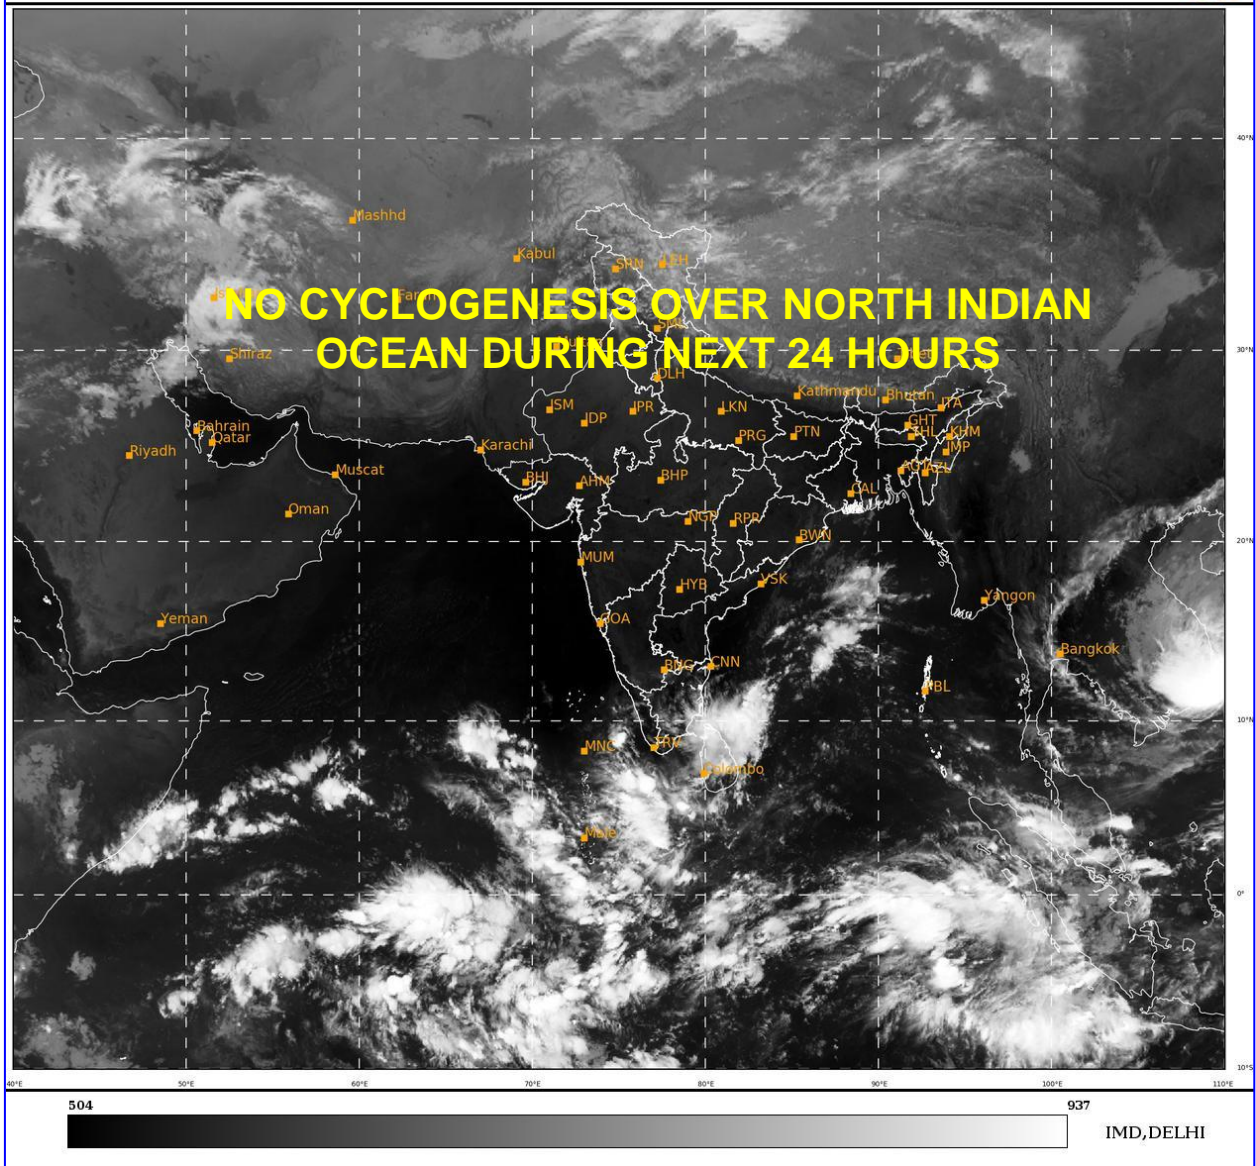 40°N
Mashhd
Kabul
SRN
LEH
NO CYCLOGENESIS OVER NORTH INDIAN
OCEAN DURING NEXT 24 HOURS
Shiraz
30°N
DLH
Kathmandu
Bhutan
JSM
JDP
JPR
LKN
ITA
Bahrain
Qatar
GHT
KHM
IMP
PRG
PTN
Riyadh
Karachi
Muscat
BHJ
AHM
BHP
AZL
CAL
Oman
NGP
RPR
BWN
20°N
MUM
HYB
VSK
Yangon
Yeman
GOA
BNG
CNN
Bangkok
PBL
10°N
MNC
TRV
Colombo
Male
0°
10°S
40°E 50°E 60°E 70°E 80°E 90°E 100°E 110°E
504 937
IMD,DELHI